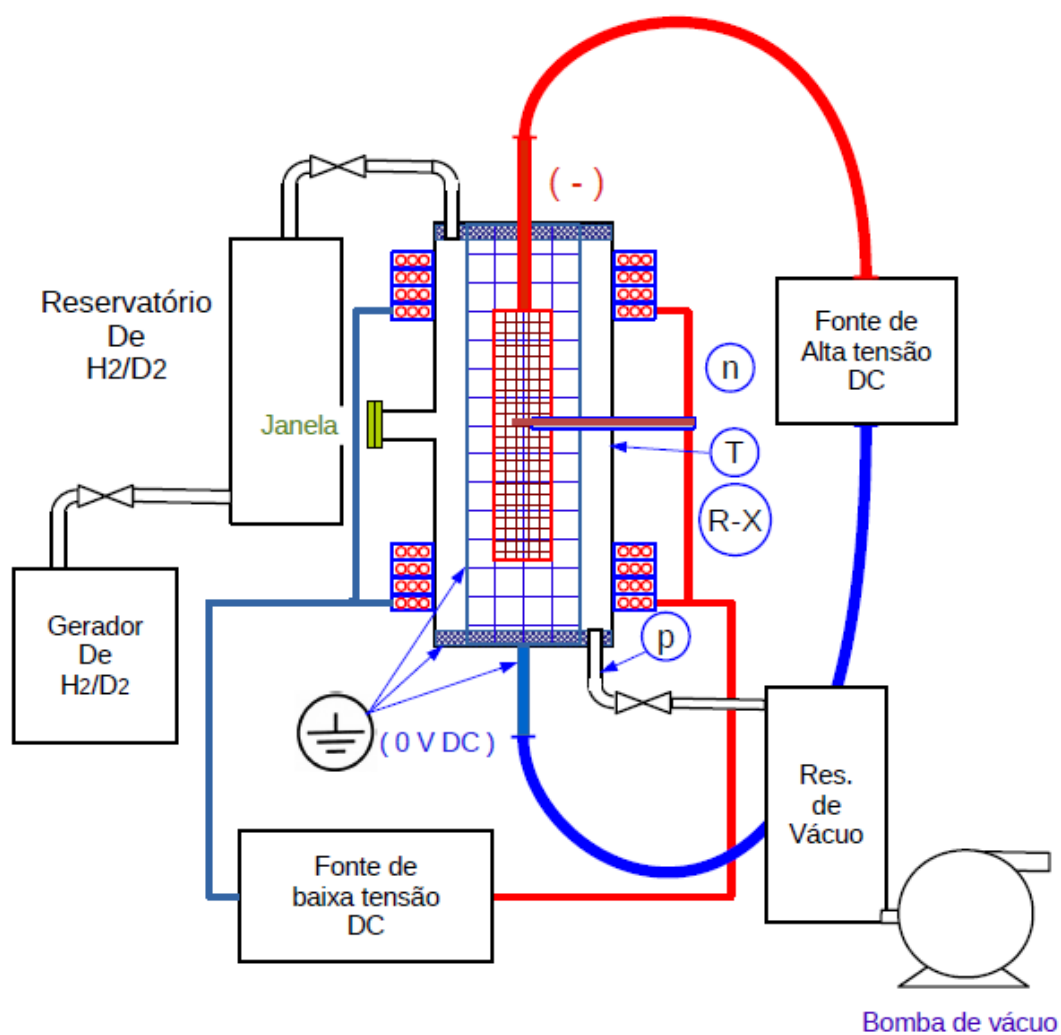 ( - )
Reservatório
De
H2/D2
Fonte de
Alta tensão
DC
n
Janela
T
R-X
Gerador
De
H2/D2
p
( 0 V DC )
Res.
de
Vácuo
Fonte de
baixa tensão
DC
Bomba de vácuo